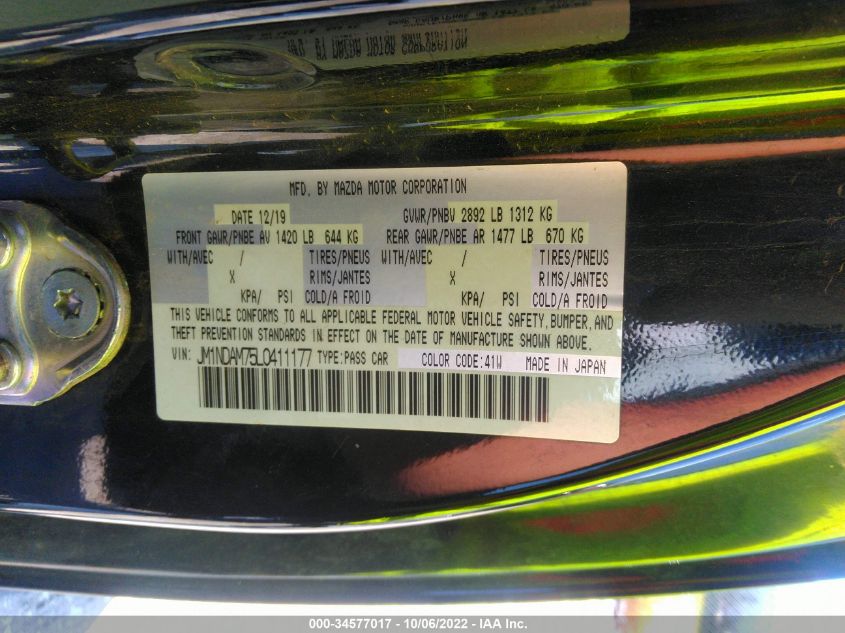 MFD. BY MAZDA MOTOR CORPORATION
DATE 12/19 GVWR/PNBV 2892 LB 1312 KG
FRONT GAWR/PNBE AV 1420 LB 644 KG REAR GAWR/PNBE AR 1477 LB 670 KG
WITH/AVEC / TIRES/PNEUS WITH/AVEC / TIRES/PNEUS
X RIMS/JANTES X RIMS/JANTES
KPA/ PSI COLD/A FROID KPA/ PSI COLD/A FROID
THIS VEHICLE CONFORMS TO ALL APPLICABLE FEDERAL MOTOR VEHICLE SAFETY, BUMPER, AND
THEFT PREVENTION STANDARDS IN EFFECT ON THE DATE OF MANUFACTURE SHOWN ABOVE.
VIN: JM1NDAM75L0411177 TYPE:PASS CAR COLOR CODE:41W MADE IN JAPAN
000-34577017 - 10/06/2022 - IAA Inc.